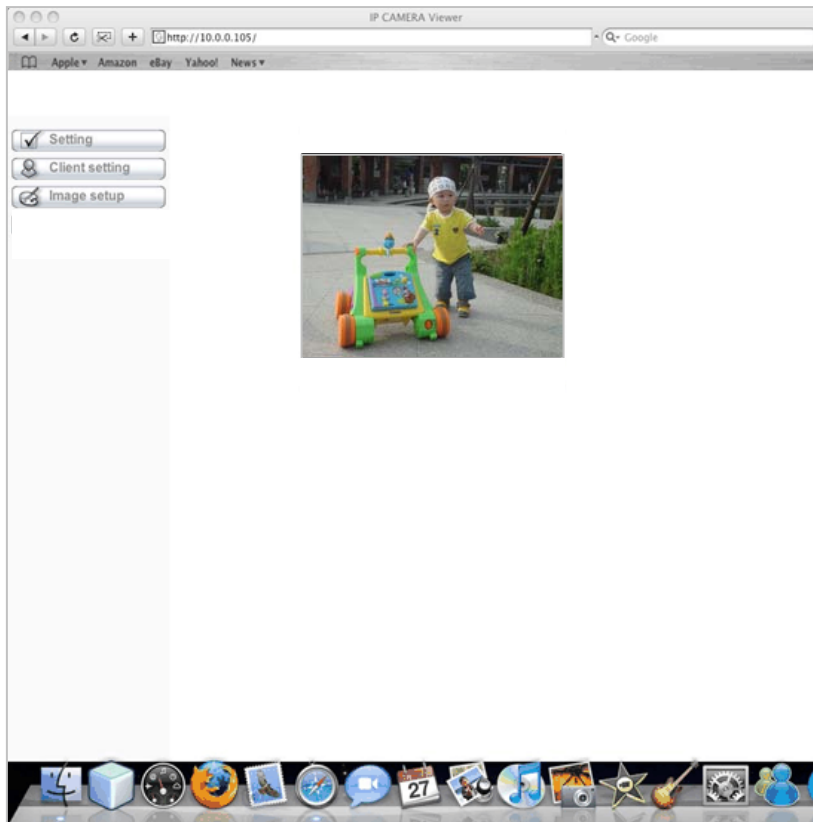 IP CAMERA Viewer
http://10.0.0.105/
Google
Apple Amazon eBay Yahoo! News
Setting
Client setting
Image setup
27